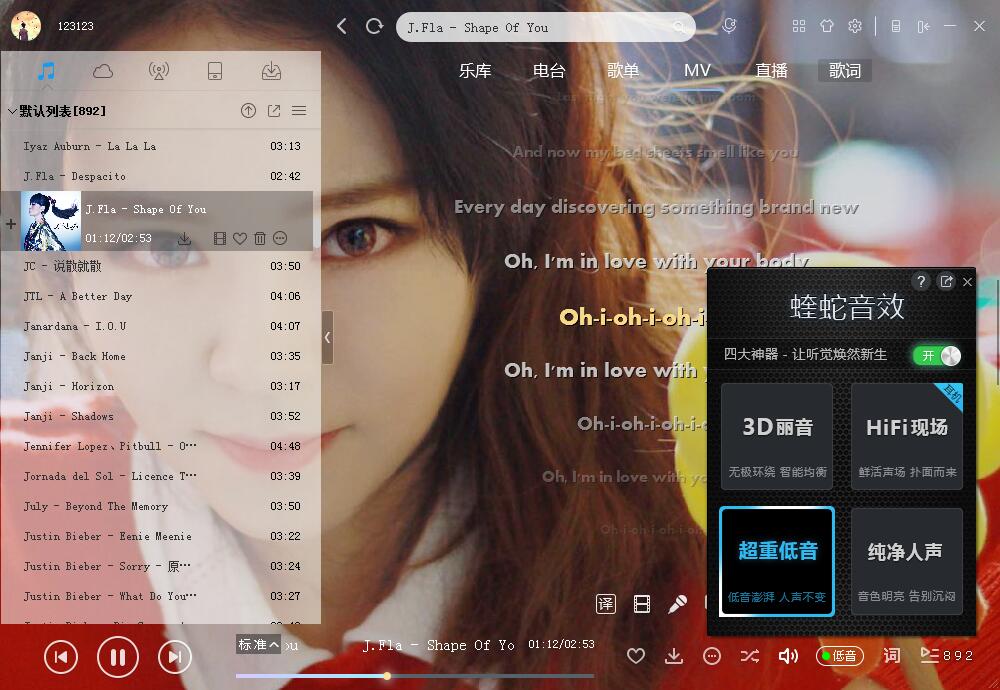 123123
J.Fla - Shape Of You
乐库 电台 歌单 MV 直播 歌词
默认列表[892]
Iyaz Auburn - La La La 03:13
J.Fla - Despacito 02:42
J.Fla - Shape Of You
01:12/02:53
JC - 说散就散 03:50
JTL - A Better Day 04:06
Janardana - I.O.U 04:07
Janji - Back Home 03:35
Janji - Horizon 03:17
Janji - Shadows 03:52
Jennifer Lopez、Pitbull - O··· 04:48
Jornada del Sol - Licence T··· 03:39
July - Beyond The Memory 03:50
Justin Bieber - Eenie Meenie 03:22
Justin Bieber - Sorry - 原··· 03:24
Justin Bieber - What Do You··· 03:27
And now my bed sheets smell like you
Every day discovering something brand new
Oh, I'm in love with your body
Oh-i-oh-i-oh-i
Oh, I'm in love with
Oh-i-oh-i-oh-i
Oh, I'm in love with yo
Oh-i-oh-i-oh-i-oh
?
蝰蛇音效
四大神器 - 让听觉焕然新生 开
3D丽音
无极环绕 智能均衡
耳机
HiFi现场
鲜活声场 扑面而来
超重低音
低音澎湃 人声不变
纯净人声
音色明亮 告别沉闷
译
标准 ou J.Fla - Shape Of Yo 01:12/02:53
低音 词 892